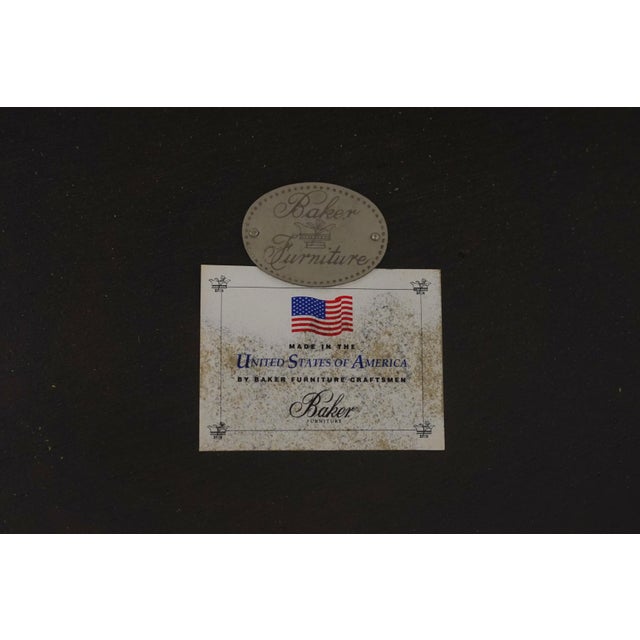 Baker
Furniture
MADE IN THE
UNITED STATES OF AMERICA
BY BAKER FURNITURE CRAFTSMEN
Baker
FURNITURE